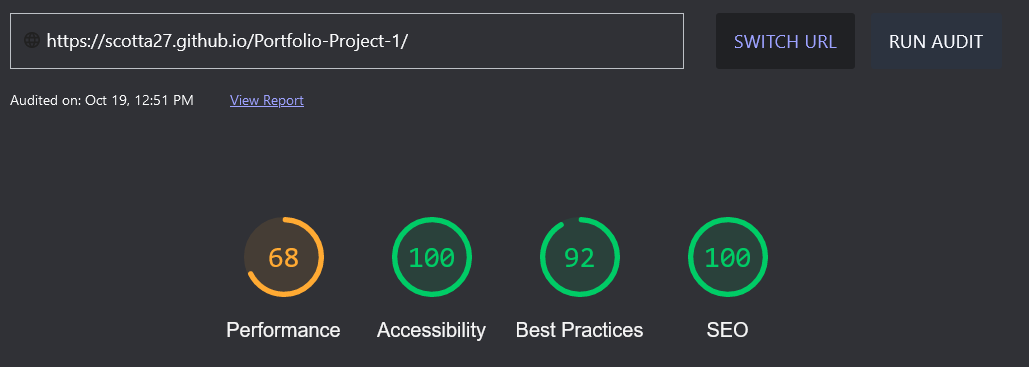 https://scotta27.github.io/Portfolio-Project-1/ SWITCH URL RUN AUDIT
Audited on: Oct 19, 12:51 PM View Report
68 100 92 100
Performance Accessibility Best Practices SEO